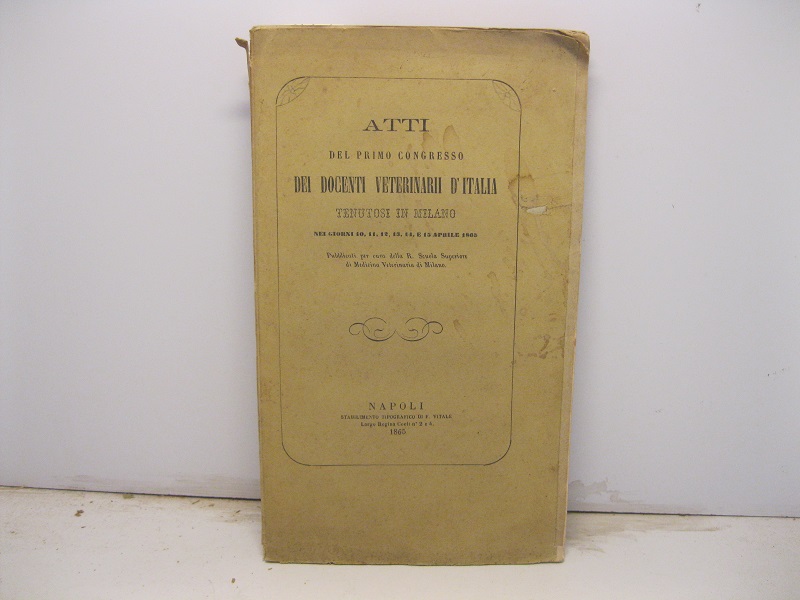 ATTI
DEL PRIMO CONGRESSO
DEI DOCENTI VETERINARII D'ITALIA
TENUTOSI IN MILANO
NEI GIORNI 10, 11, 12, 13, 14, E 15 APRILE 1865
Pubblicati per cura della R. Scuola Superiore
di Medicina Veterinaria di Milano.
NAPOLI
STABILIMENTO TIPOGRAFICO DI F. VITALE
Largo Regina Coeli n° 2 e 4.
1865